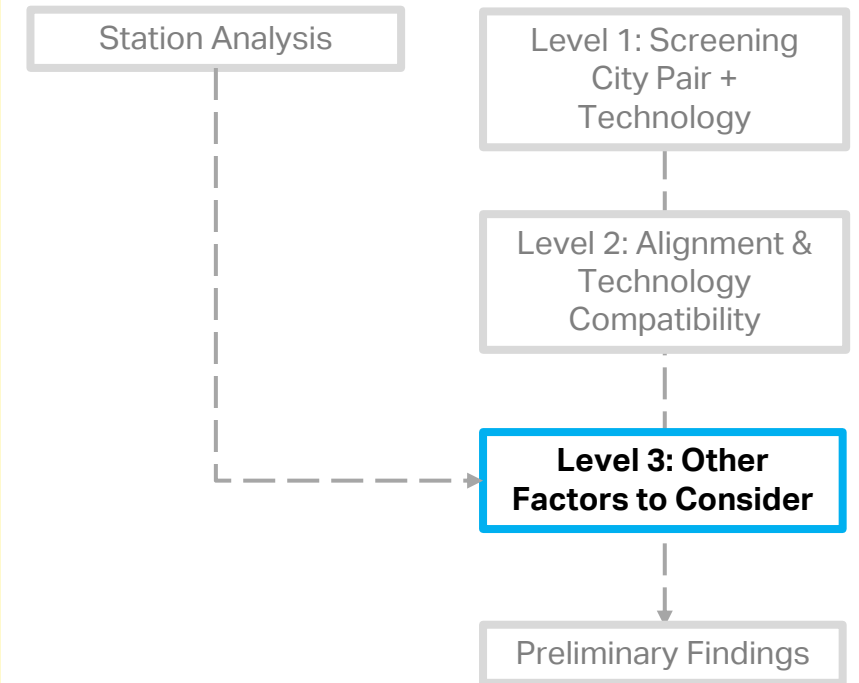 Station Analysis
Level 1: Screening
City Pair +
Technology
Level 2: Alignment &
Technology
Compatibility
Level 3: Other
Factors to Consider
Preliminary Findings